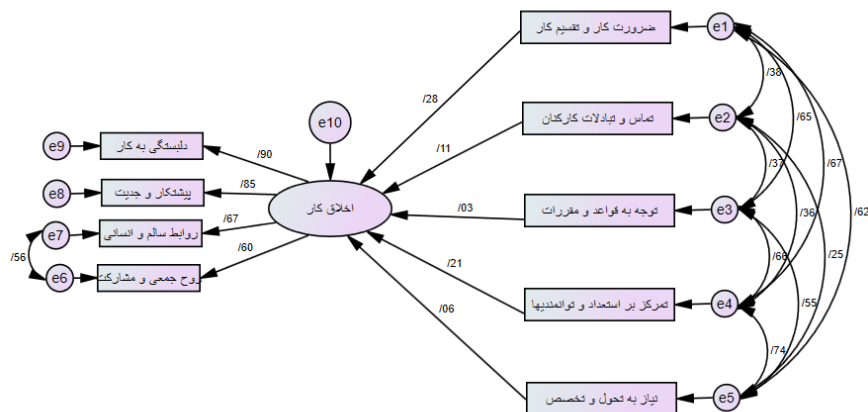 ضرورت کار و تقسیم کار
e1
/38
/28
e10
تماس و تبادلات کارکنان
e2
/65
/11
e9
دلبستگی به کار
/90
/37
/67
e8
پیشتکار و جدیت
/85
اخلاق کار
/03
توجه به قواعد و مقررات
e3
/36
/62
e7
روابط سالم و انسانی
/67
/56
e6
روح جمعی و مشارکت
/60
/66
/25
/21
تمرکز بر استعداد و توانمندیها
e4
/55
/06
/74
نیاز به تحول و تخصص
e5